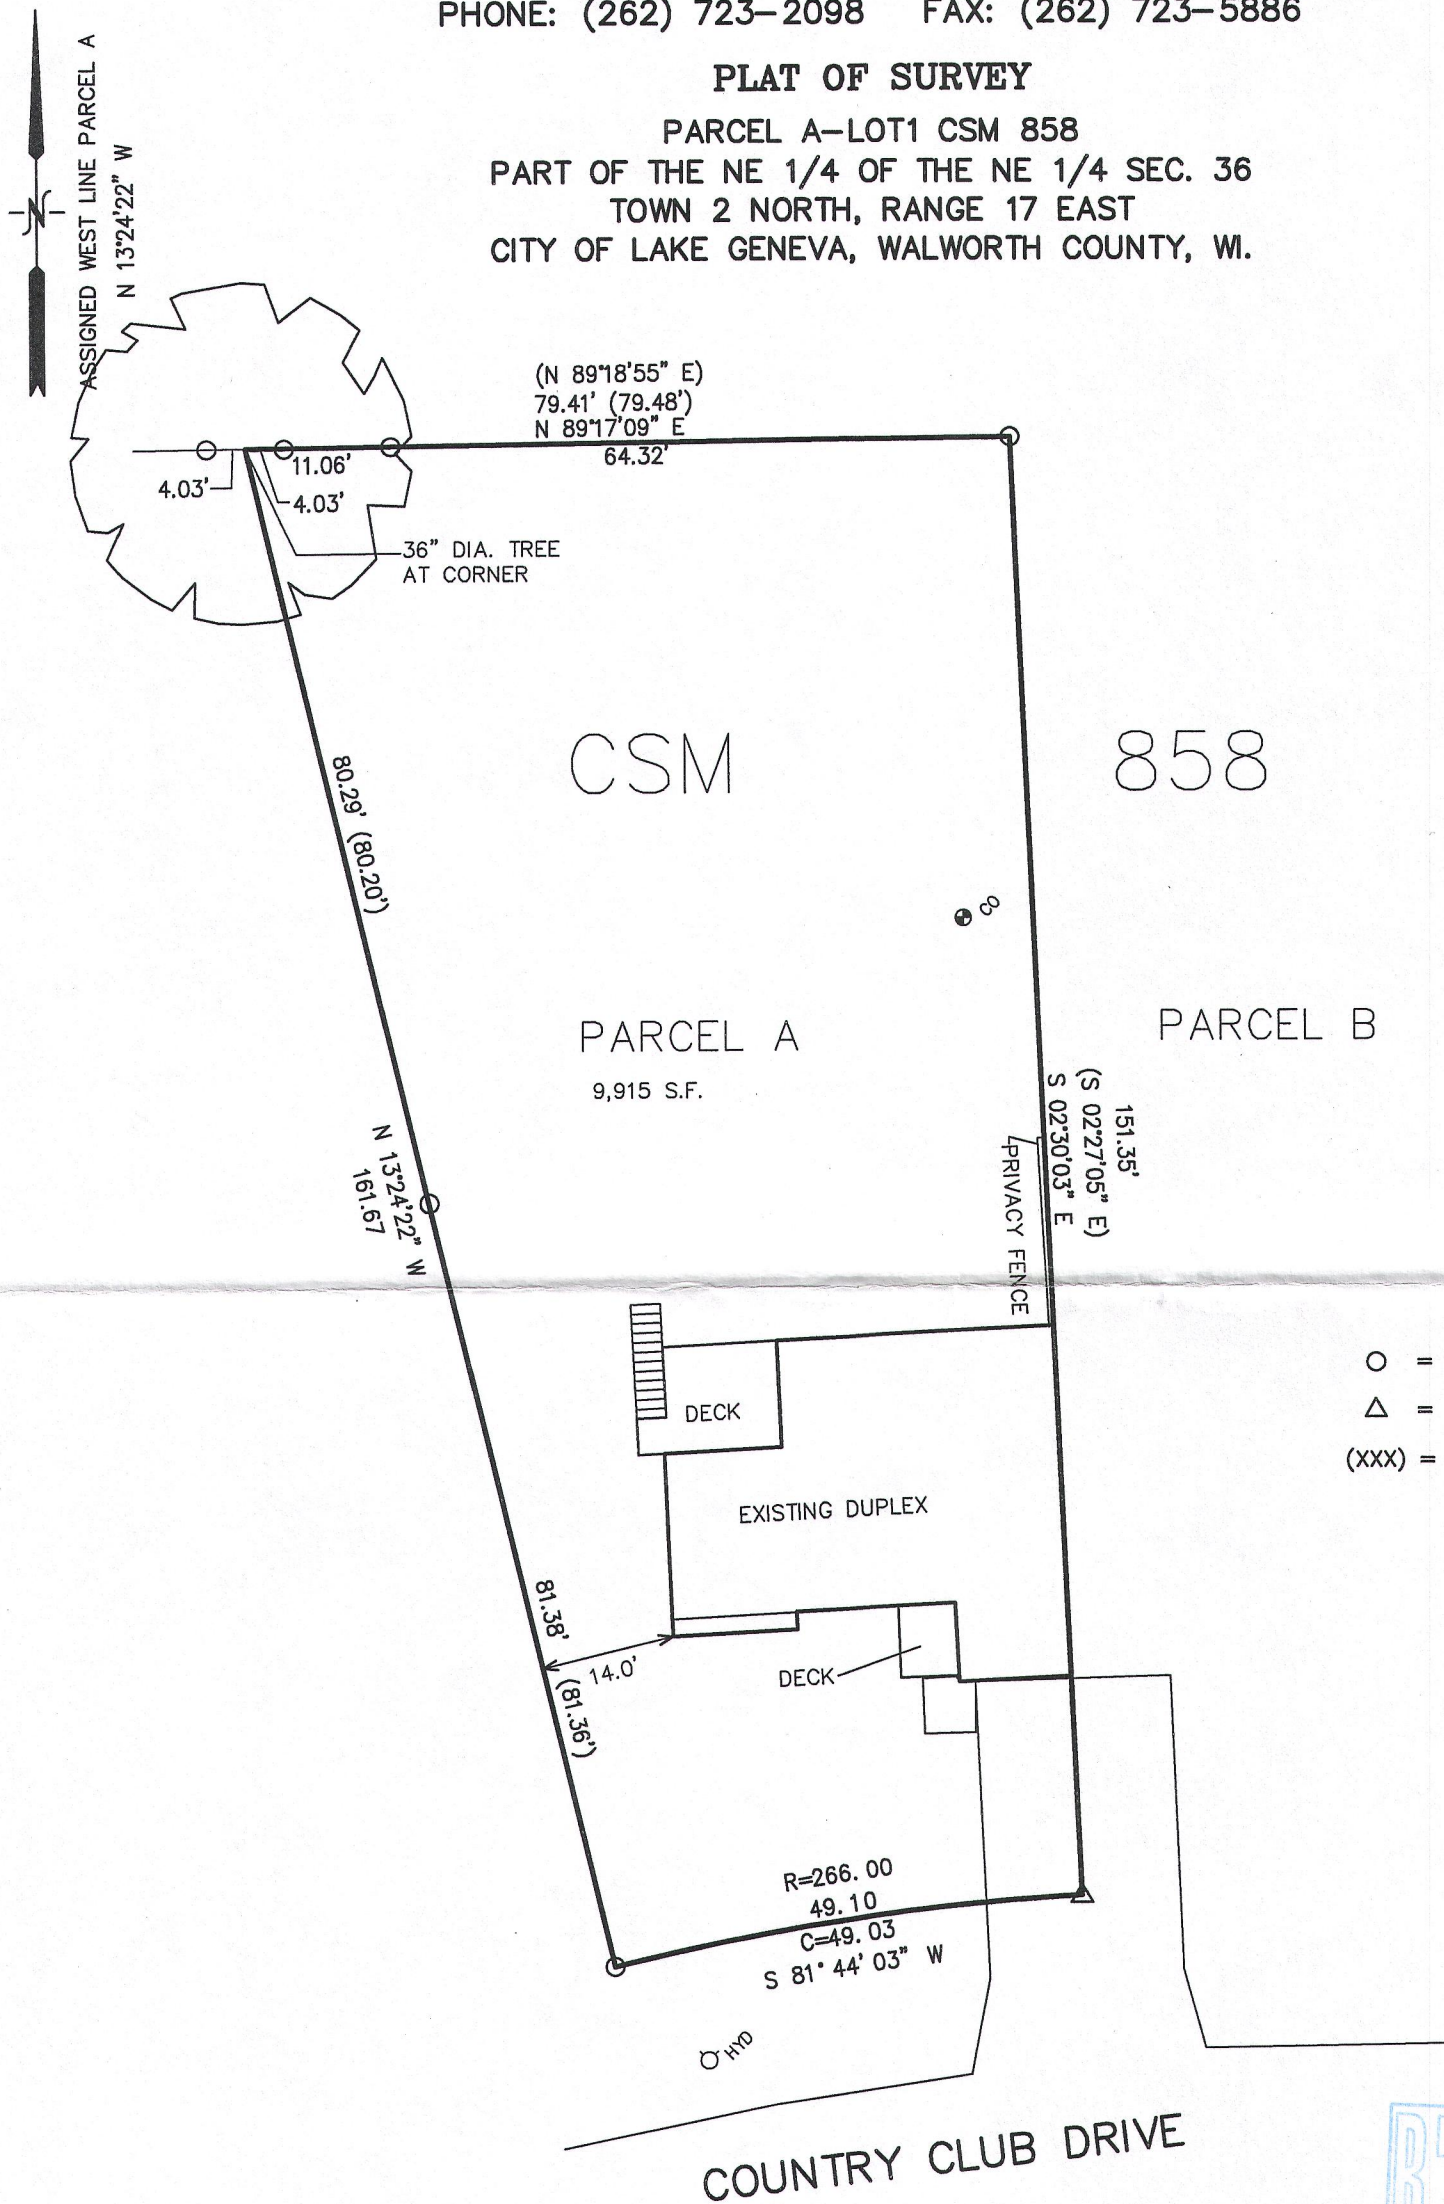 PHONE: (262) 723-2098 FAX: (262) 723-5886
PLAT OF SURVEY
PARCEL A-LOT1 CSM 858
PART OF THE NE 1/4 OF THE NE 1/4 SEC. 36
TOWN 2 NORTH, RANGE 17 EAST
CITY OF LAKE GENEVA, WALWORTH COUNTY, WI.
N
ASSIGNED WEST LINE PARCEL A
N 13°24'22" W
(N 89°18'55" E)
79.41' (79.48')
N 89°17'09" E
64.32'
11.06'
4.03'
4.03'
36" DIA. TREE
AT CORNER
80.29' (80.20')
CSM
858
CO
PARCEL A
9,915 S.F.
PARCEL B
151.35'
(S 02°27'05" E)
S 02°30'03" E
PRIVACY FENCE
N 13°24'22" W
161.67
DECK
EXISTING DUPLEX
○ =
△ =
(XXX) =
81.38' (81.36')
14.0'
DECK
R=266.00
49.10
C=49.03
S 81°44'03" W
HYD
COUNTRY CLUB DRIVE